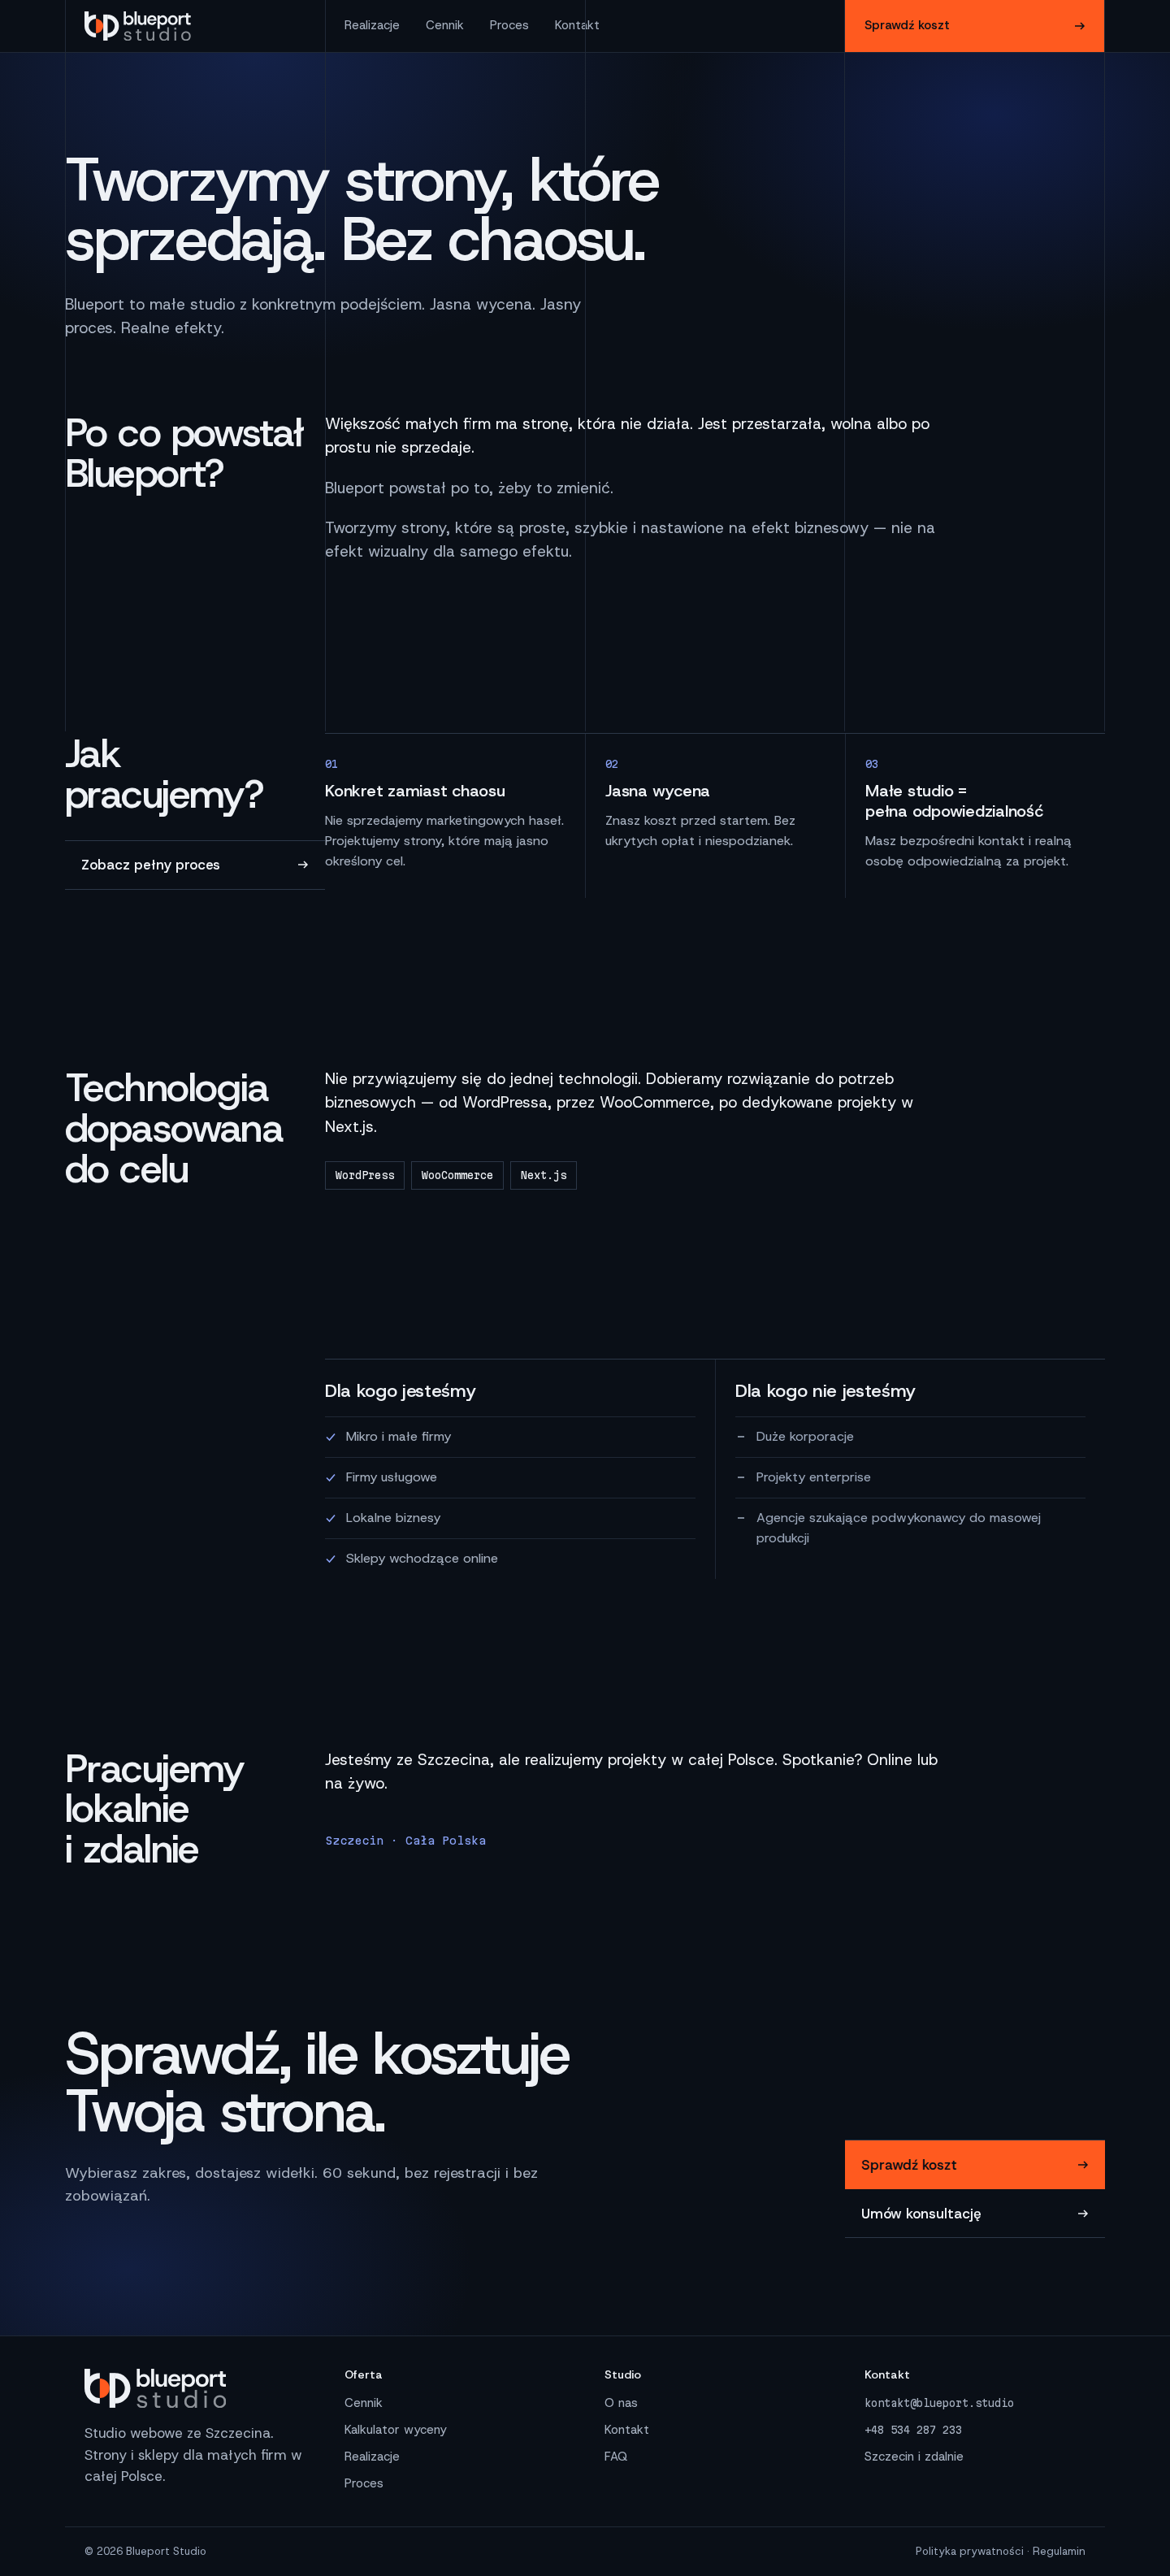 blueport
studio
Realizacje
Cennik
Proces
Kontakt
Sprawdź koszt
Tworzymy strony, które
sprzedają. Bez chaosu.
Blueport to małe studio z konkretnym podejściem. Jasna wycena. Jasny
proces. Realne efekty.
Po co powstał
Blueport?
Większość małych firm ma stronę, która nie działa. Jest przestarzała, wolna albo po
prostu nie sprzedaje.
Blueport powstał po to, żeby to zmienić.
Tworzymy strony, które są proste, szybkie i nastawione na efekt biznesowy — nie na
efekt wizualny dla samego efektu.
Jak
pracujemy?
Zobacz pełny proces
01
Konkret zamiast chaosu
Nie sprzedajemy marketingowych haseł.
Projektujemy strony, które mają jasno
określony cel.
02
Jasna wycena
Znasz koszt przed startem. Bez
ukrytych opłat i niespodzianek.
03
Małe studio =
pełna odpowiedzialność
Masz bezpośredni kontakt i realną
osobę odpowiedzialną za projekt.
Technologia
dopasowana
do celu
Nie przywiązujemy się do jednej technologii. Dobieramy rozwiązanie do potrzeb
biznesowych — od WordPressa, przez WooCommerce, po dedykowane projekty w
Next.js.
WordPress
WooCommerce
Next.js
Dla kogo jesteśmy
Mikro i małe firmy
Firmy usługowe
Lokalne biznesy
Sklepy wchodzące online
Dla kogo nie jesteśmy
Duże korporacje
Projekty enterprise
Agencje szukające podwykonawcy do masowej
produkcji
Pracujemy
lokalnie
i zdalnie
Jesteśmy ze Szczecina, ale realizujemy projekty w całej Polsce. Spotkanie? Online lub
na żywo.
Szczecin · Cała Polska
Sprawdź, ile kosztuje
Twoja strona.
Wybierasz zakres, dostajesz widełki. 60 sekund, bez rejestracji i bez
zobowiązań.
Sprawdź koszt
Umów konsultację
blueport
studio
Studio webowe ze Szczecina.
Strony i sklepy dla małych firm w
całej Polsce.
Oferta
Cennik
Kalkulator wyceny
Realizacje
Proces
Studio
O nas
Kontakt
FAQ
Kontakt
kontakt@blueport.studio
+48 534 287 233
Szczecin i zdalnie
© 2026 Blueport Studio
Polityka prywatności · Regulamin